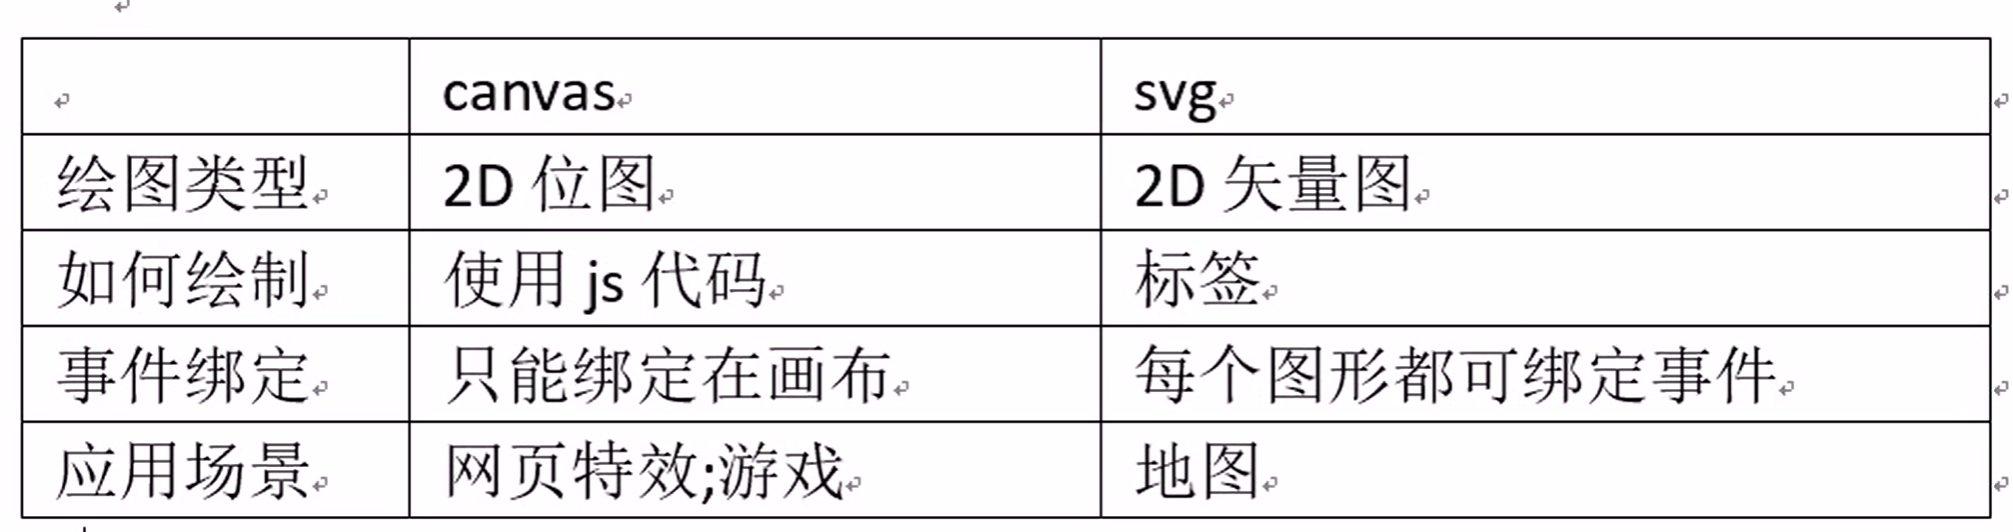 canvas svg
绘图类型 2D 位图 2D 矢量图
如何绘制 使用 js 代码 标签
事件绑定 只能绑定在画布 每个图形都可绑定事件
应用场景 网页特效;游戏 地图